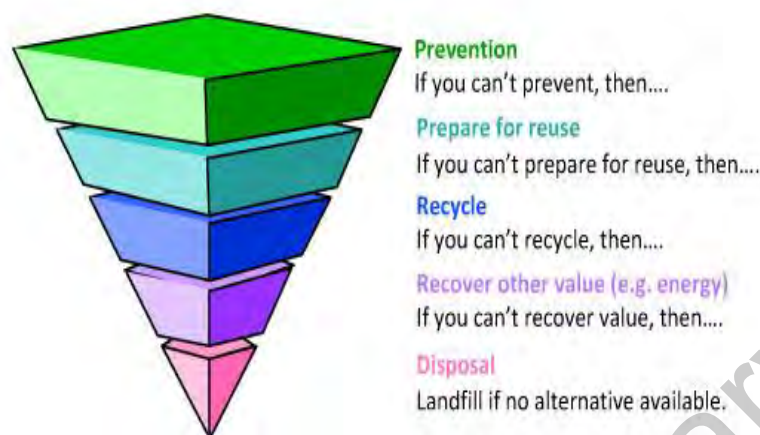 Prevention
If you can't prevent, then....
Prepare for reuse
If you can't prepare for reuse, then....
Recycle
If you can't recycle, then....
Recover other value (e.g. energy)
If you can't recover value, then....
Disposal
Landfill if no alternative available.